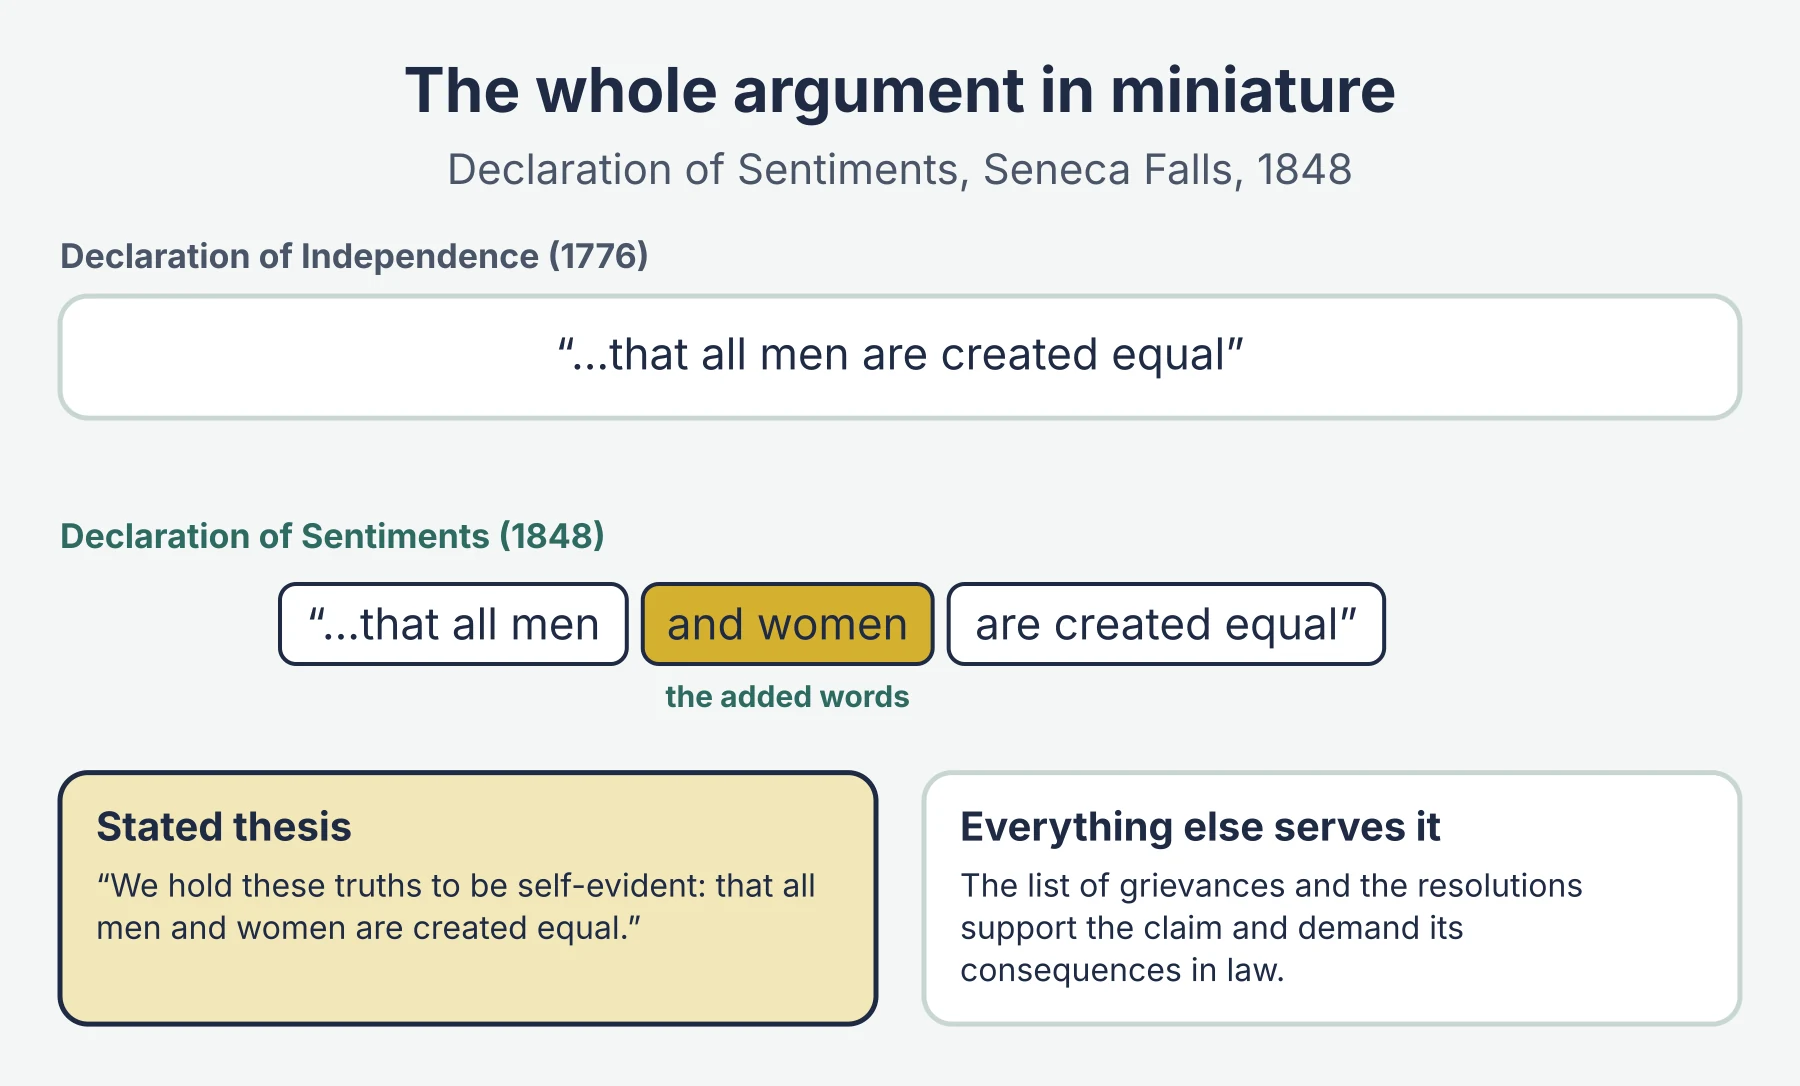 The whole argument in miniature
Declaration of Sentiments, Seneca Falls, 1848
Declaration of Independence (1776)
“…that all men are created equal”
Declaration of Sentiments (1848)
“…that all men and women are created equal”
the added words
Stated thesis
“We hold these truths to be self-evident: that all
men and women are created equal.”
Everything else serves it
The list of grievances and the resolutions
support the claim and demand its
consequences in law.